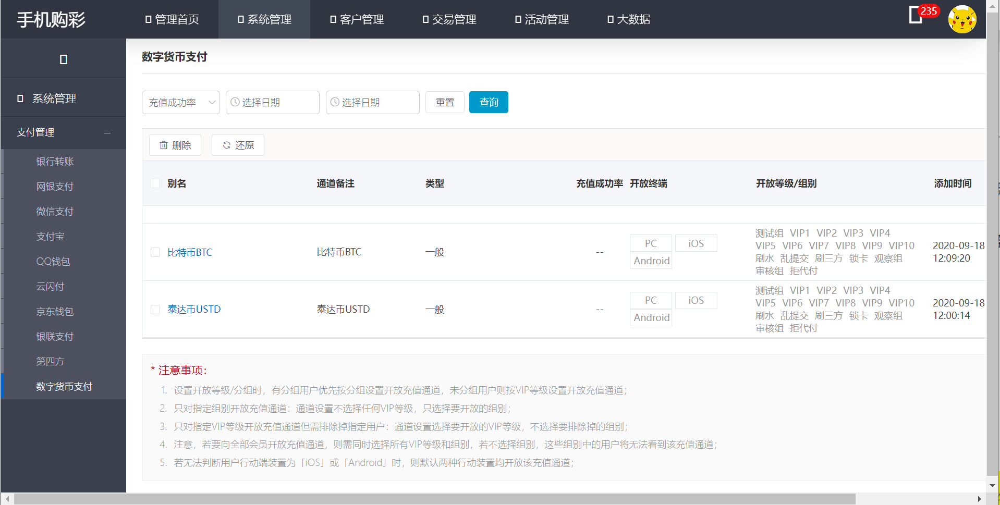 手机购彩
管理首页 系统管理 客户管理 交易管理 活动管理 大数据
235
系统管理
支付管理
银行转账
网银支付
微信支付
支付宝
QQ钱包
云闪付
京东钱包
银联支付
第四方
数字货币支付
数字货币支付
充值成功率 选择日期 选择日期 重置 查询
删除 还原
别名 通道备注 类型 充值成功率 开放终端 开放等级/组别 添加时间
比特币BTC 比特币BTC 一般 -- PC iOS Android
测试组 VIP1 VIP2 VIP3 VIP4
VIP5 VIP6 VIP7 VIP8 VIP9 VIP10
刷水 乱提交 刷三方 锁卡 观察组
审核组 拒代付
2020-09-18
12:09:20
泰达币USTD 泰达币USTD 一般 -- PC iOS Android
测试组 VIP1 VIP2 VIP3 VIP4
VIP5 VIP6 VIP7 VIP8 VIP9 VIP10
刷水 乱提交 刷三方 锁卡 观察组
审核组 拒代付
2020-09-18
12:00:14
* 注意事项：
1. 设置开放等级/分组时，有分组用户优先按分组设置开放充值通道，未分组用户则按VIP等级设置开放充值通道；
2. 只对指定组别开放充值通道：通道设置不选择任何VIP等级，只选择要开放的组别；
3. 只对指定VIP等级开放充值通道但需排除掉指定用户：通道设置选择要开放的VIP等级，不选择要排除掉的组别；
4. 注意，若要向全部会员开放充值通道，则需同时选择所有VIP等级和组别，若不选择组别，这些组别中的用户将无法看到该充值通道；
5. 若无法判断用户行动端装置为「iOS」或「Android」时，则默认两种行动装置均开放该充值通道；